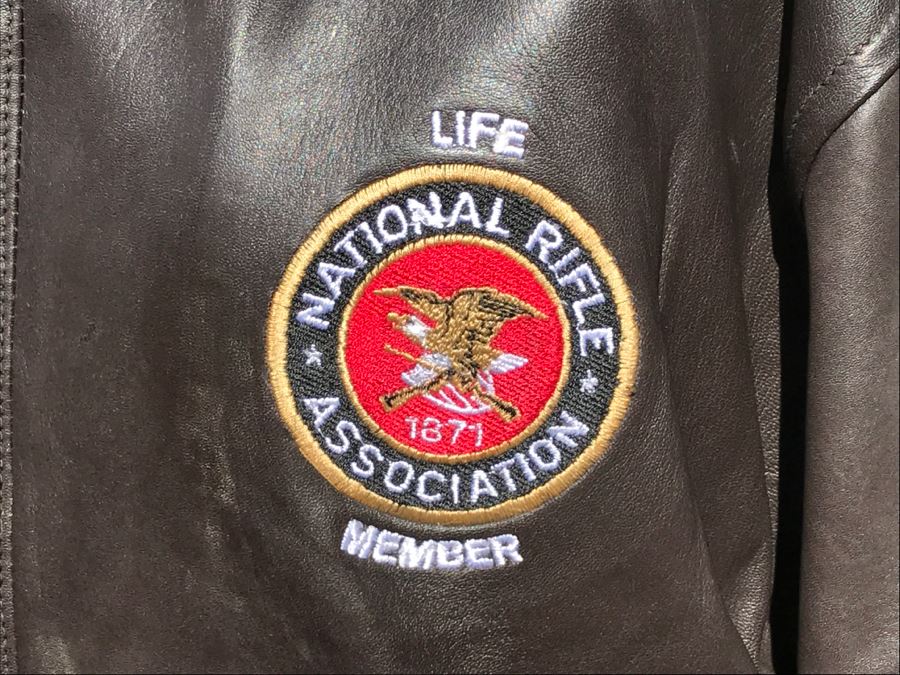 LIFE
NATIONAL RIFLE
ASSOCIATION
1871
MEMBER